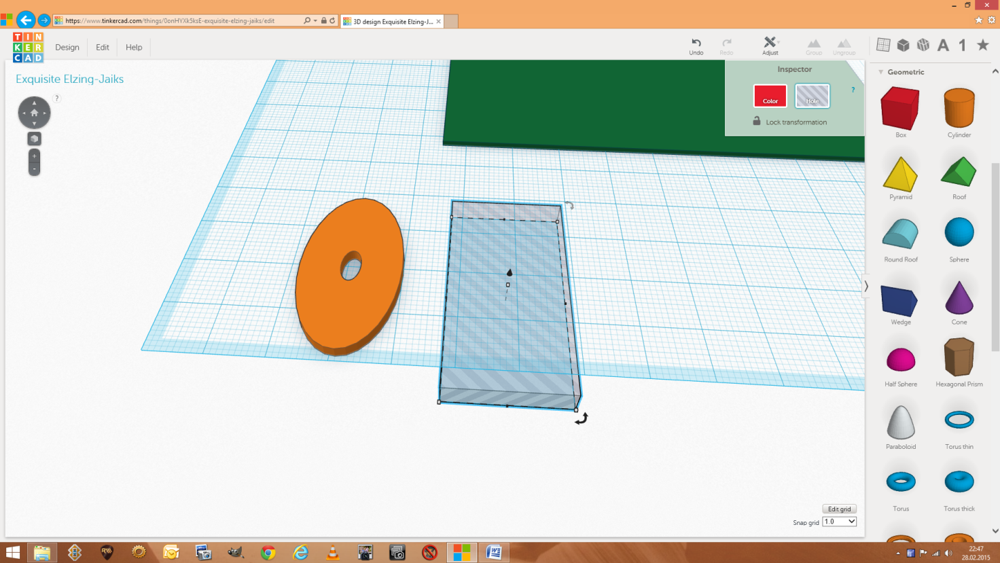 https://www.tinkercad.com/things/0onHYXk5ksE-exquisite-elzing-jaiks/edit
3D design Exquisite Elzing-J...
TIN
KER
CAD
Design
Edit
Help
Undo
Redo
Adjust
Group
Ungroup
A
1
Exquisite Elzing-Jaiks
?
+
-
Inspector
Color
Hole
?
Lock transformation
Geometric
Box
Cylinder
Pyramid
Roof
Round Roof
Sphere
Wedge
Cone
Half Sphere
Hexagonal Prism
Paraboloid
Torus thin
Torus
Torus thick
Edit grid
Snap grid 1.0
22:47
28.02.2015